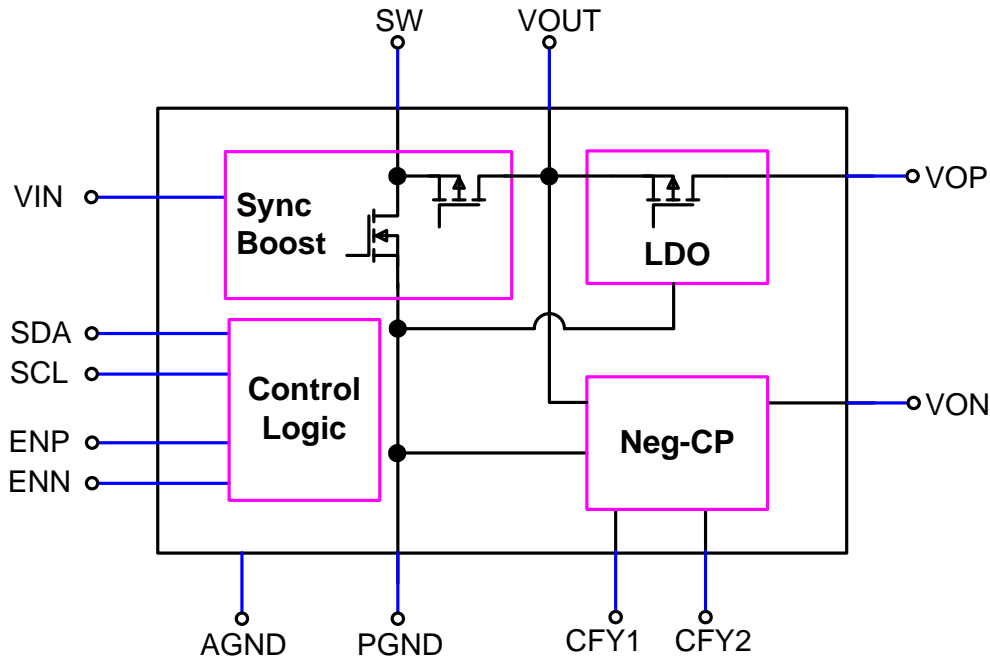 SW
VOUT
VIN
VOP
Sync
Boost
LDO
SDA
SCL
Control
Logic
VON
ENP
ENN
Neg-CP
AGND
PGND
CFY1
CFY2